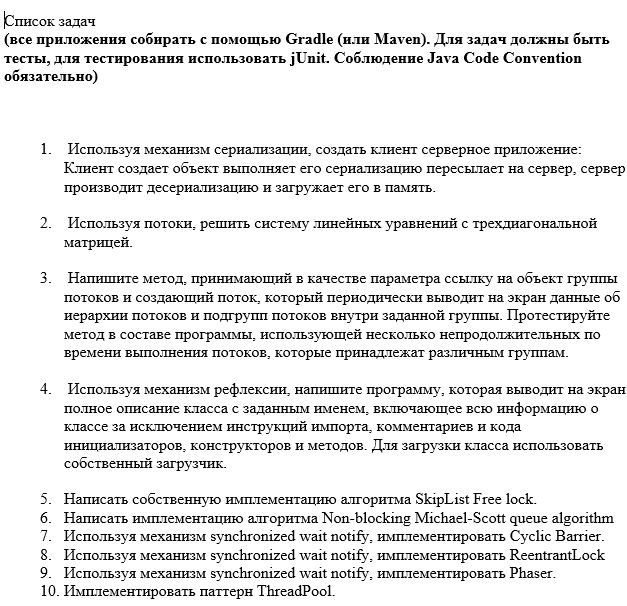 Список задач
(все приложения собирать с помощью Gradle (или Maven). Для задач должны быть
тесты, для тестирования использовать jUnit. Соблюдение Java Code Convention
обязательно)
1. Используя механизм сериализации, создать клиент серверное приложение:
Клиент создает объект выполняет его сериализацию пересылает на сервер, сервер
производит десериализацию и загружает его в память.
2. Используя потоки, решить систему линейных уравнений с трехдиагональной
матрицей.
3. Напишите метод, принимающий в качестве параметра ссылку на объект группы
потоков и создающий поток, который периодически выводит на экран данные об
иерархии потоков и подгрупп потоков внутри заданной группы. Протестируйте
метод в составе программы, использующей несколько непродолжительных по
времени выполнения потоков, которые принадлежат различным группам.
4. Используя механизм рефлексии, напишите программу, которая выводит на экран
полное описание класса с заданным именем, включающее всю информацию о
классе за исключением инструкций импорта, комментариев и кода
инициализаторов, конструкторов и методов. Для загрузки класса использовать
собственный загрузчик.
5. Написать собственную имплементацию алгоритма SkipList Free lock.
6. Написать имплементацию алгоритма Non-blocking Michael-Scott queue algorithm
7. Используя механизм synchronized wait notify, имплементировать Cyclic Barrier.
8. Используя механизм synchronized wait notify, имплементировать ReentrantLock
9. Используя механизм synchronized wait notify, имплементировать Phaser.
10. Имплементировать паттерн ThreadPool.